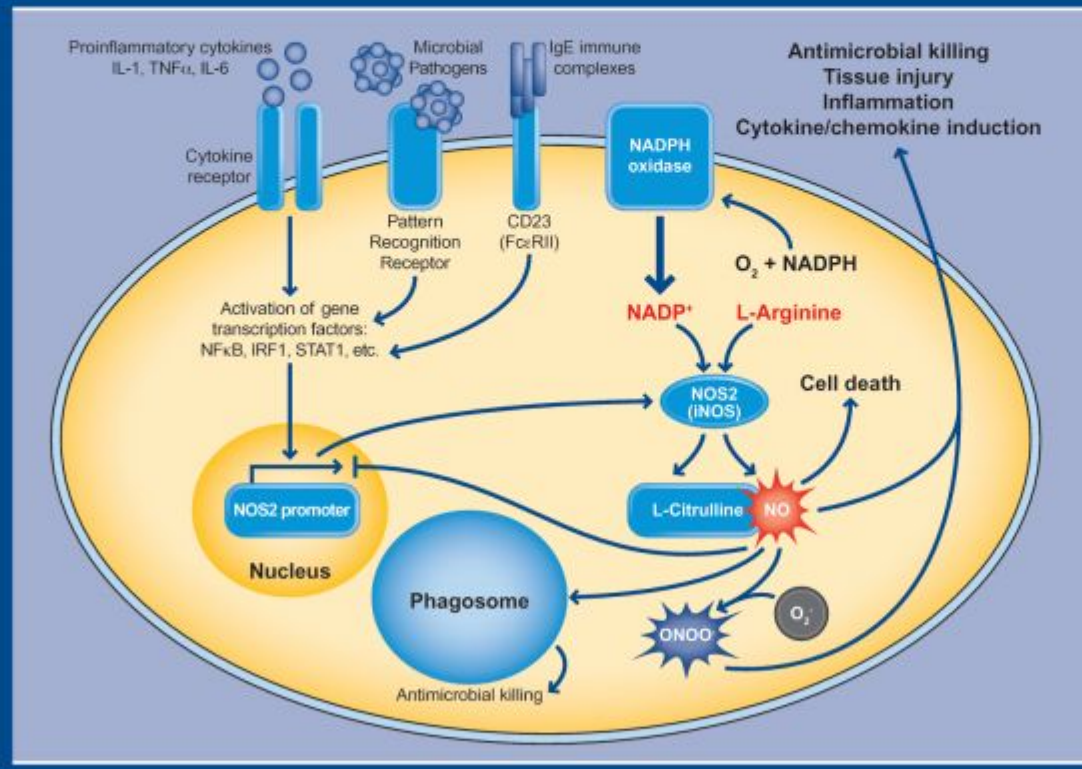 Proinflammatory cytokines
IL-1, TNFα, IL-6
Microbial
Pathogens
IgE immune
complexes
Antimicrobial killing
Tissue injury
Inflammation
Cytokine/chemokine induction
Cytokine
receptor
NADPH
oxidase
Pattern
Recognition
Receptor
CD23
(FcεRII)
O₂ + NADPH
Activation of gene
transcription factors:
NFκB, IRF1, STAT1, etc.
NADP⁺
L-Arginine
NOS2
(iNOS)
Cell death
NOS2 promoter
Nucleus
L-Citrulline
NO
Phagosome
ONOO
O₂⁻
Antimicrobial killing